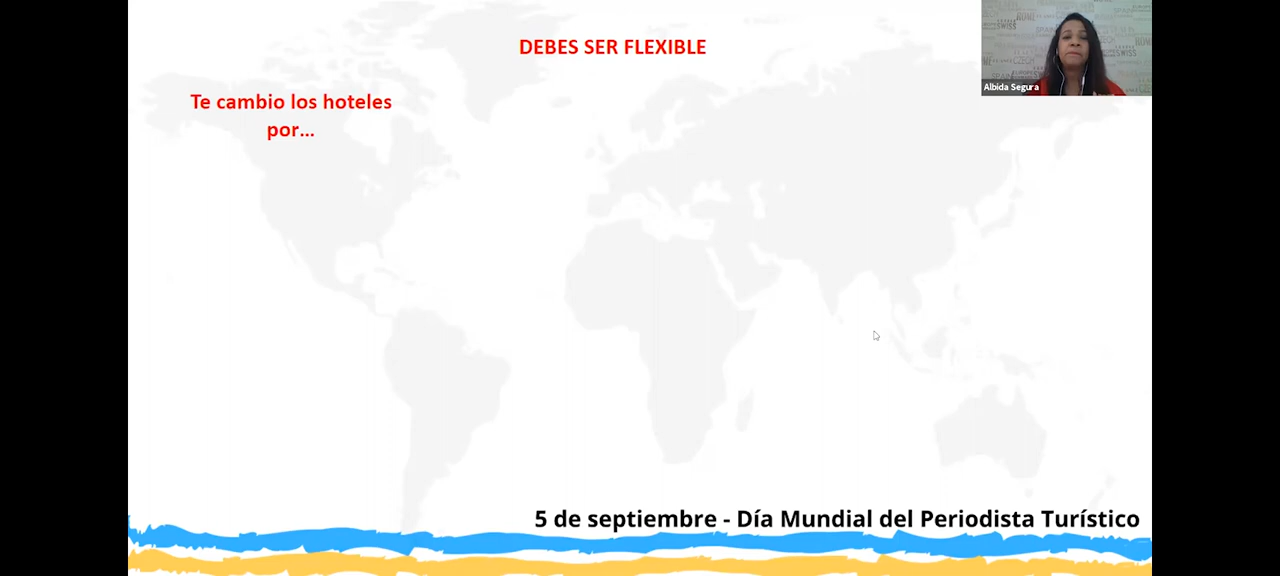 DEBES SER FLEXIBLE
Te cambio los hoteles
por...
Albida Segura
5 de septiembre - Día Mundial del Periodista Turístico